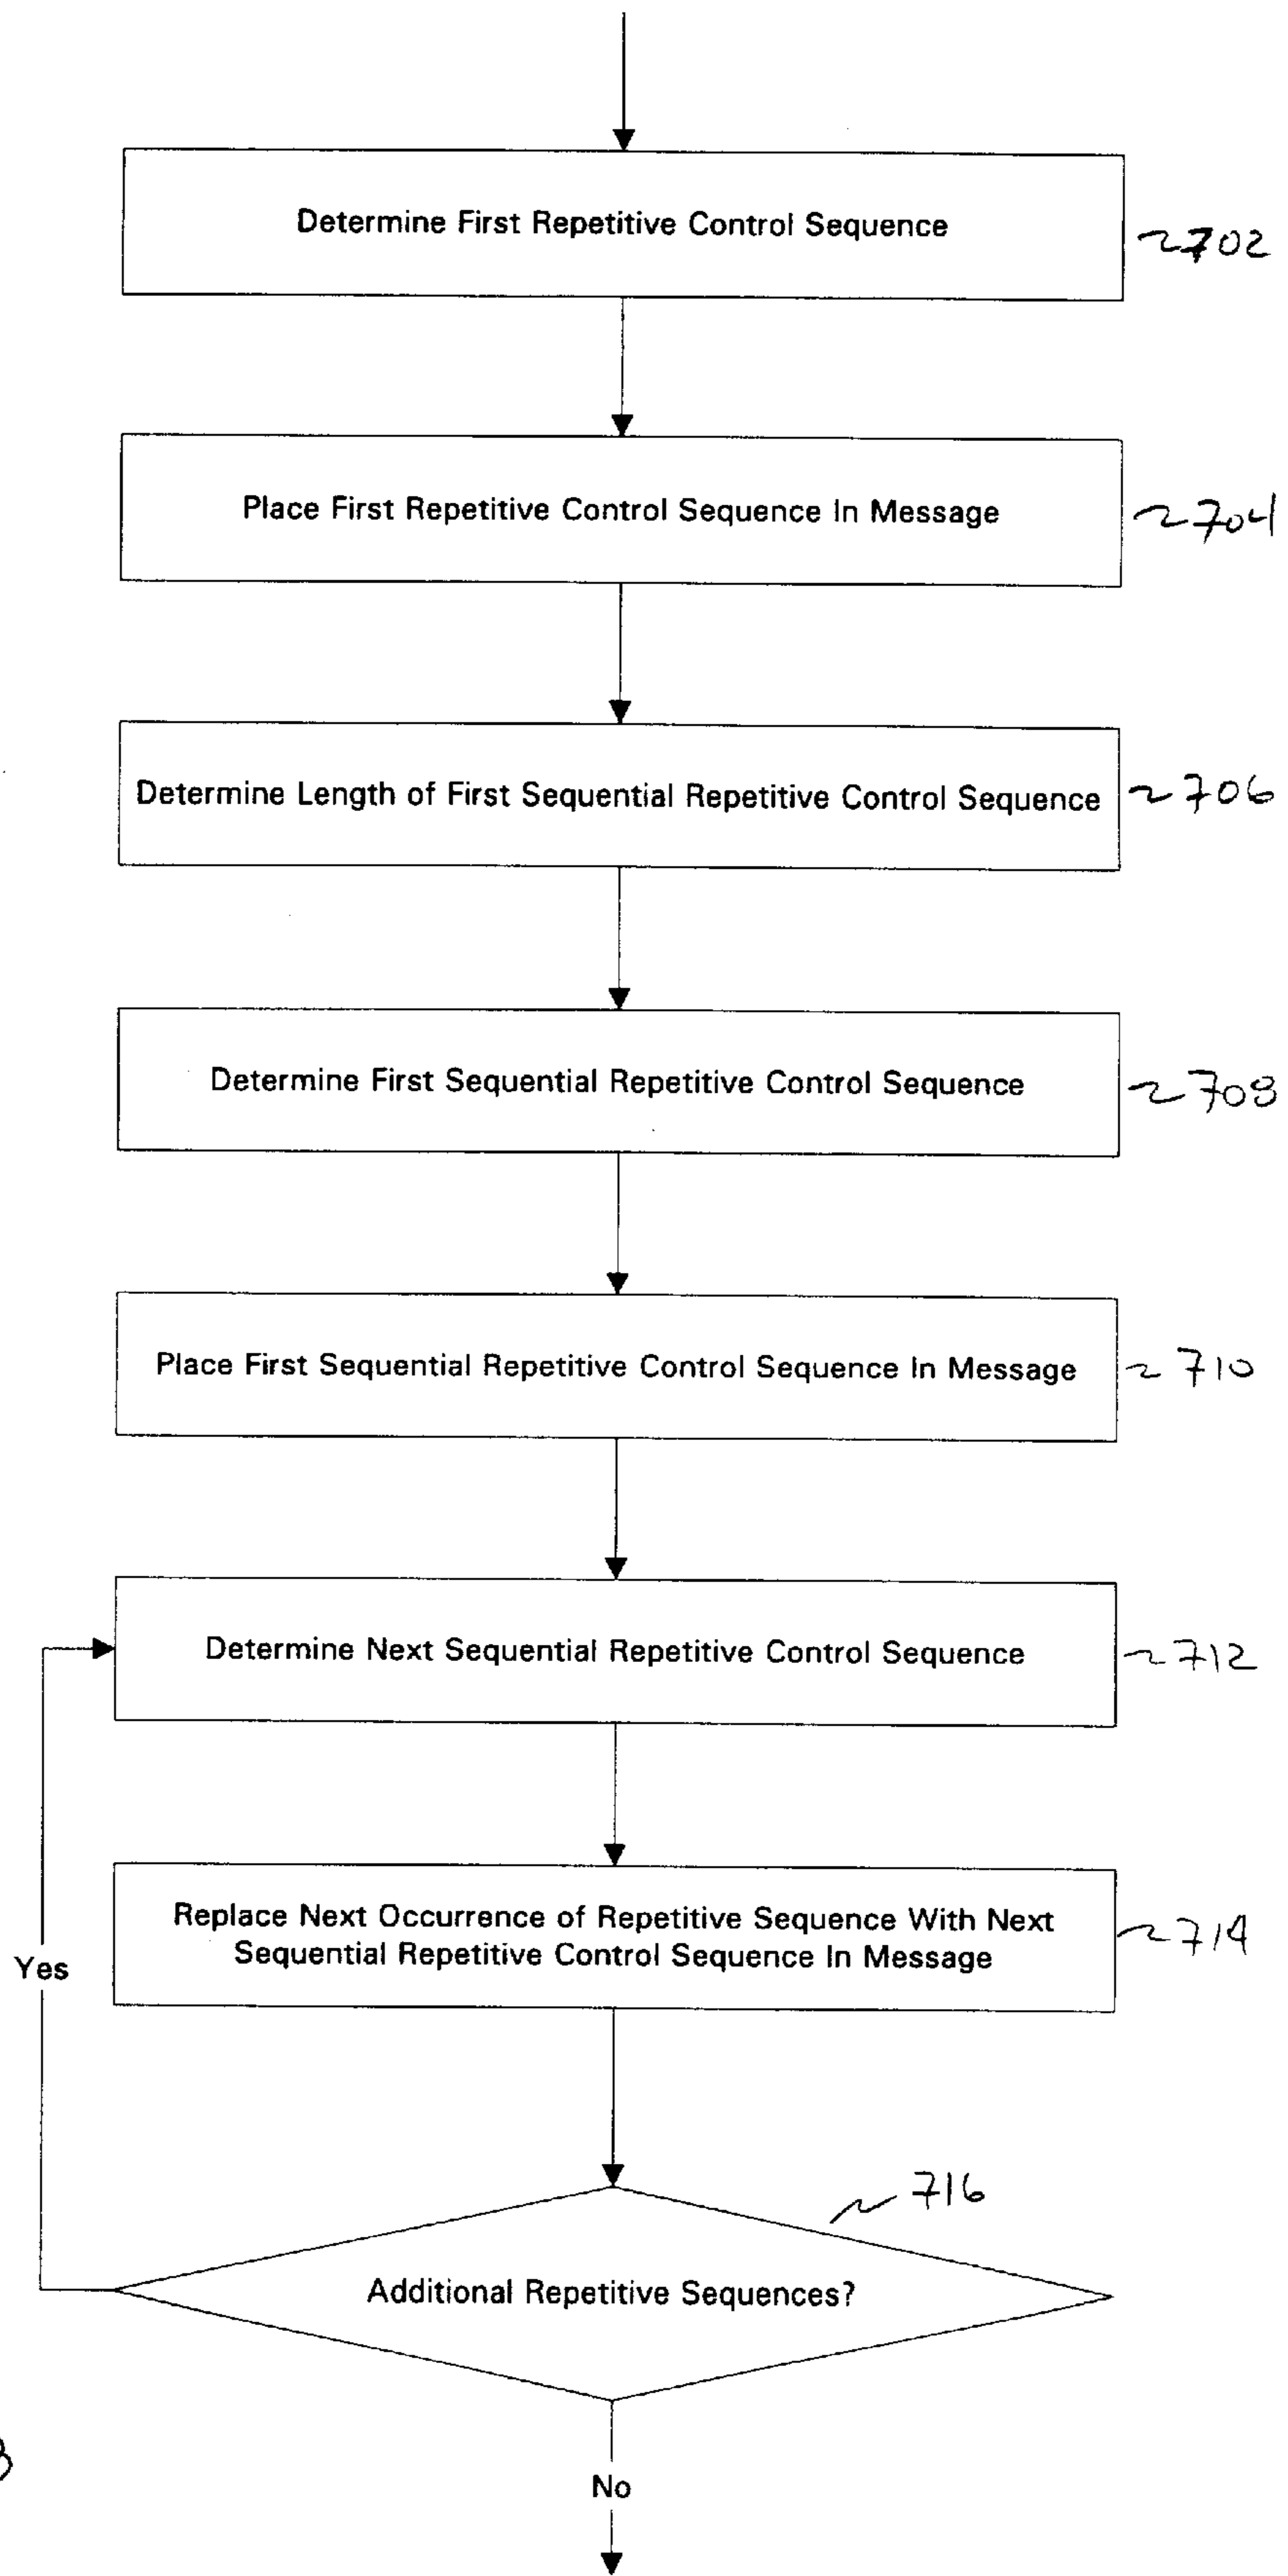 Determine First Repetitive Control Sequence
702
Place First Repetitive Control Sequence In Message
704
Determine Length of First Sequential Repetitive Control Sequence
706
Determine First Sequential Repetitive Control Sequence
708
Place First Sequential Repetitive Control Sequence In Message
710
Determine Next Sequential Repetitive Control Sequence
712
Replace Next Occurrence of Repetitive Sequence With Next
Sequential Repetitive Control Sequence In Message
714
Yes
716
Additional Repetitive Sequences?
No